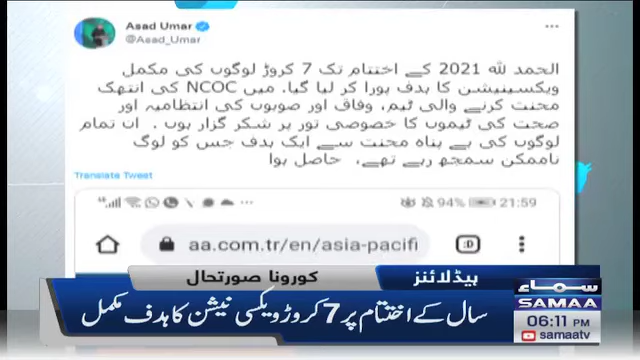 Asad Umar
@Asad_Umar
الحمد للہ 2021 کے اختتام تک 7 کروڑ لوگوں کی مکمل
ویکسینیشن کا ہدف پورا کر لیا گیا. میں NCOC کی انتھک
محنت کرنے والی ٹیم، وفاق اور صوبوں کی انتظامیہ اور
صحت کی ٹیموں کا خصوصی تور پر شکر گزار ہوں . ان تمام
لوگوں کی بے پناہ محنت سے ایک ہدف جس کو لوگ
ناممکن سمجھ رہے تھے، حاصل ہوا
Translate Tweet
94% 21:59
aa.com.tr/en/asia-pacifi
:D
ہیڈلائنز
کورونا صورتحال
سال کے اختتام پر 7 کروڑ ویکسی نیشن کا ہدف مکمل
سماء
SAMAA
06:11 PM
samaatv